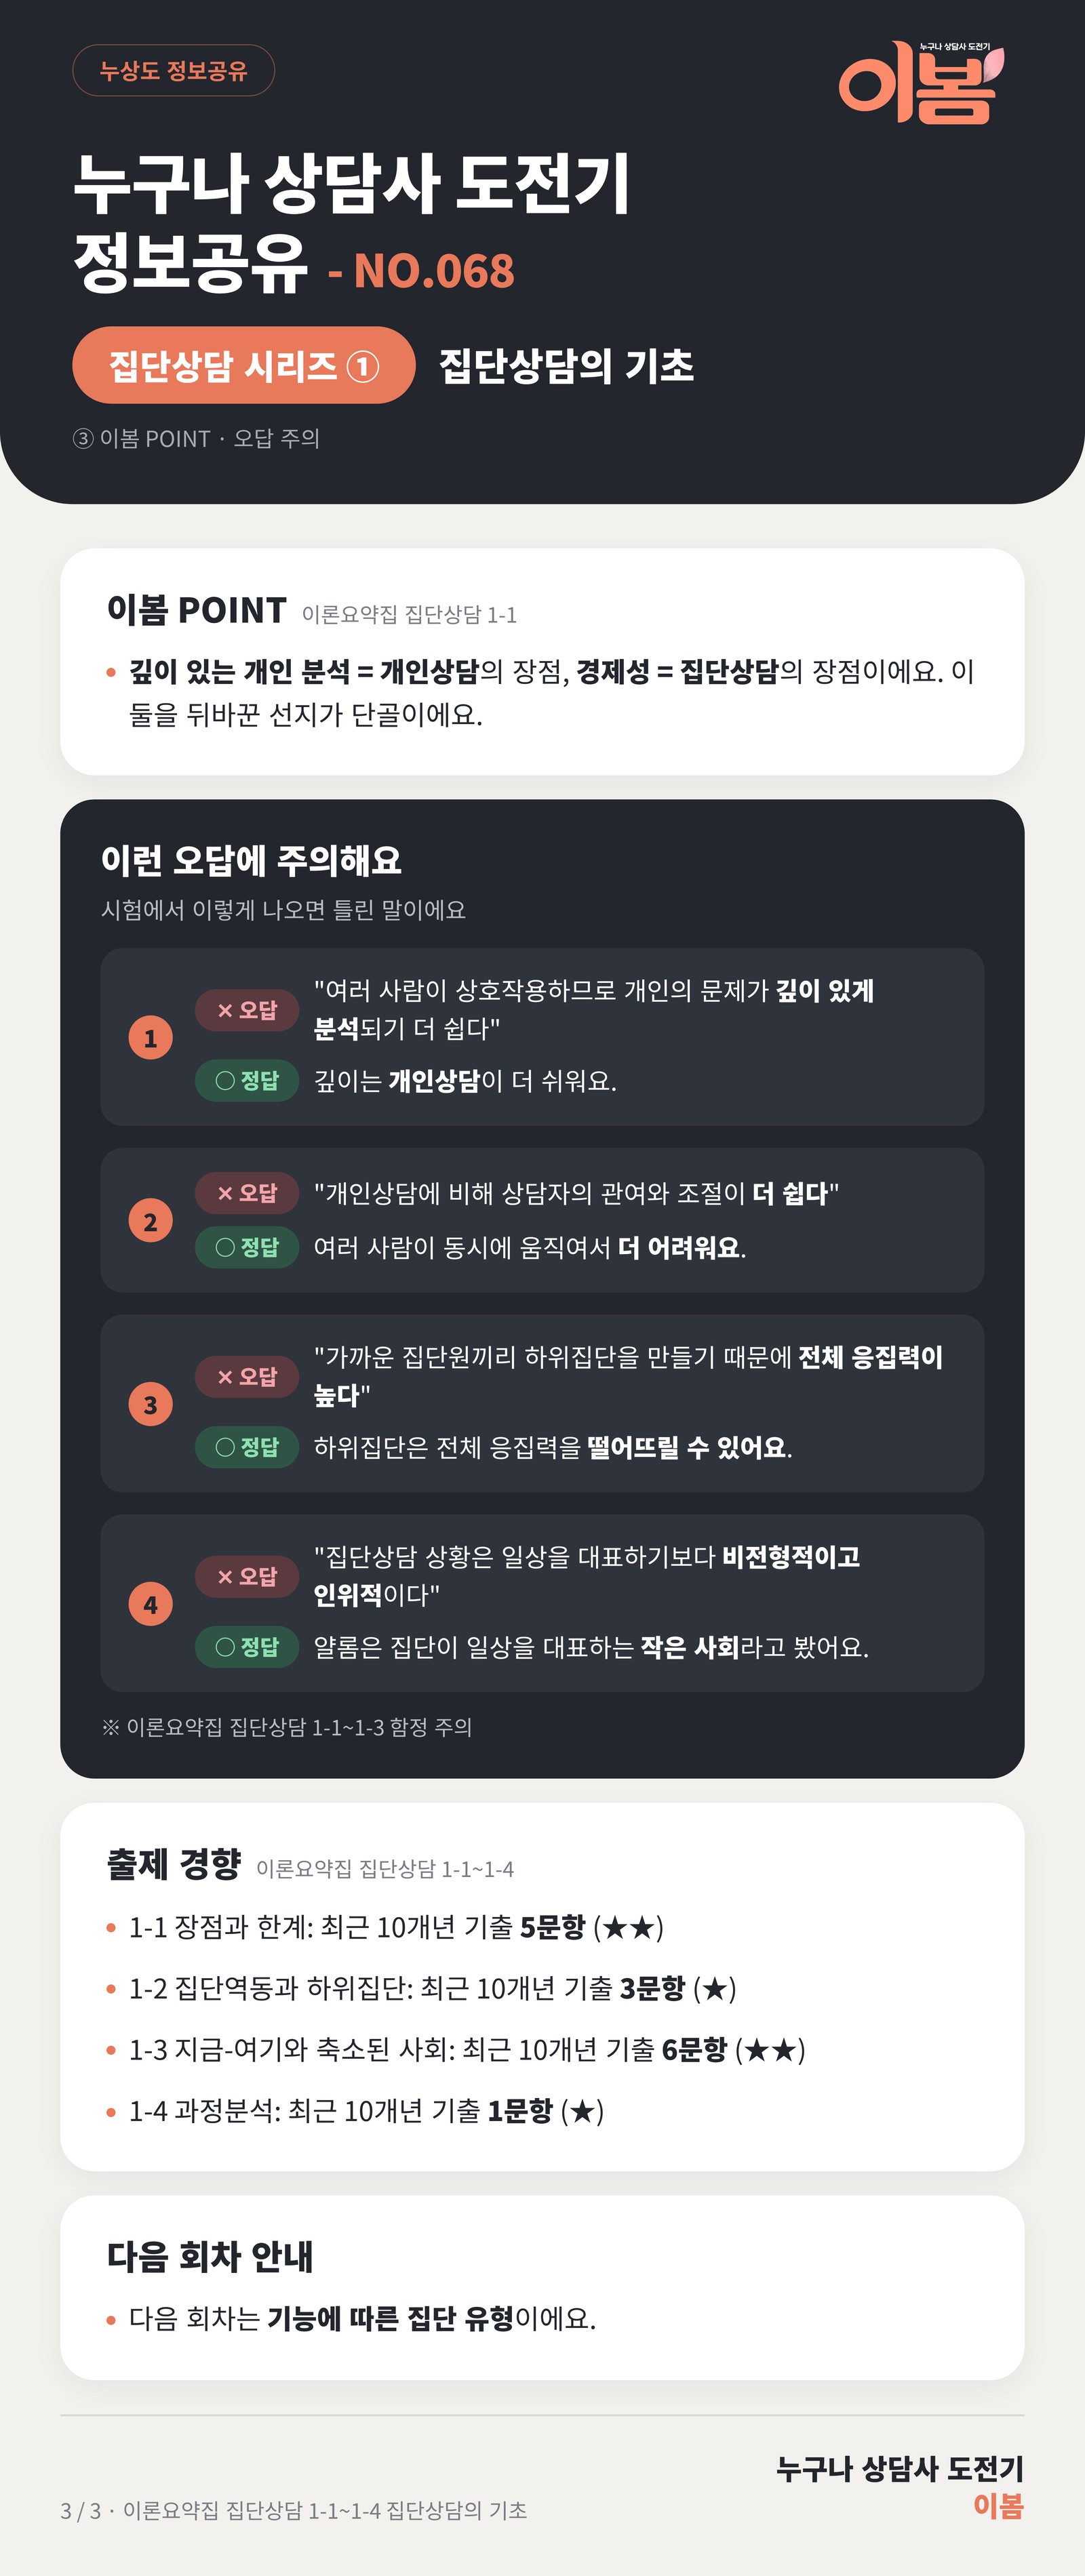 누상도 정보공유
누구나 상담사 도전기
이봄
누구나 상담사 도전기
정보공유 - NO.068
집단상담 시리즈 ① 집단상담의 기초
③ 이봄 POINT · 오답 주의
이봄 POINT 이론요약집 집단상담 1-1
• 깊이 있는 개인 분석 = 개인상담의 장점, 경제성 = 집단상담의 장점이에요. 이
둘을 뒤바꾼 선지가 단골이에요.
이런 오답에 주의해요
시험에서 이렇게 나오면 틀린 말이에요
1
✕ 오답 "여러 사람이 상호작용하므로 개인의 문제가 깊이 있게
분석되기 더 쉽다"
○ 정답 깊이는 개인상담이 더 쉬워요.
2
✕ 오답 "개인상담에 비해 상담자의 관여와 조절이 더 쉽다"
○ 정답 여러 사람이 동시에 움직여서 더 어려워요.
3
✕ 오답 "가까운 집단원끼리 하위집단을 만들기 때문에 전체 응집력이
높다"
○ 정답 하위집단은 전체 응집력을 떨어뜨릴 수 있어요.
4
✕ 오답 "집단상담 상황은 일상을 대표하기보다 비전형적이고
인위적이다"
○ 정답 얄롬은 집단이 일상을 대표하는 작은 사회라고 봤어요.
※ 이론요약집 집단상담 1-1~1-3 함정 주의
출제 경향 이론요약집 집단상담 1-1~1-4
• 1-1 장점과 한계: 최근 10개년 기출 5문항 (★★)
• 1-2 집단역동과 하위집단: 최근 10개년 기출 3문항 (★)
• 1-3 지금-여기와 축소된 사회: 최근 10개년 기출 6문항 (★★)
• 1-4 과정분석: 최근 10개년 기출 1문항 (★)
다음 회차 안내
• 다음 회차는 기능에 따른 집단 유형이에요.
누구나 상담사 도전기
이봄
3 / 3 · 이론요약집 집단상담 1-1~1-4 집단상담의 기초